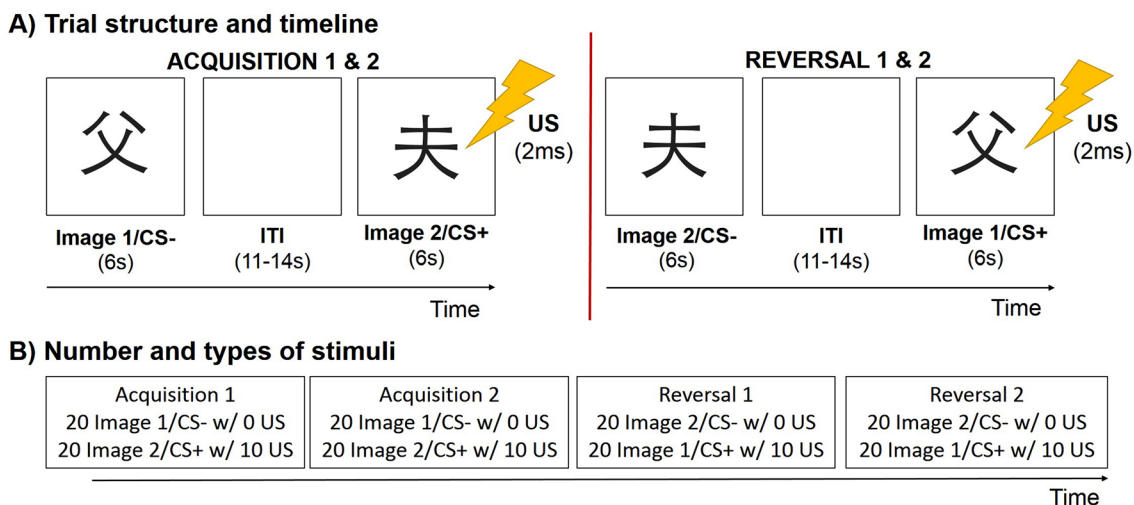 A) Trial structure and timeline
ACQUISITION 1 & 2
父
夫
US
(2ms)
Image 1/CS-
(6s)
ITI
(11-14s)
Image 2/CS+
(6s)
Time
REVERSAL 1 & 2
夫
父
US
(2ms)
Image 2/CS-
(6s)
ITI
(11-14s)
Image 1/CS+
(6s)
Time
B) Number and types of stimuli
Acquisition 1
20 Image 1/CS- w/ 0 US
20 Image 2/CS+ w/ 10 US
Acquisition 2
20 Image 1/CS- w/ 0 US
20 Image 2/CS+ w/ 10 US
Reversal 1
20 Image 2/CS- w/ 0 US
20 Image 1/CS+ w/ 10 US
Reversal 2
20 Image 2/CS- w/ 0 US
20 Image 1/CS+ w/ 10 US
Time